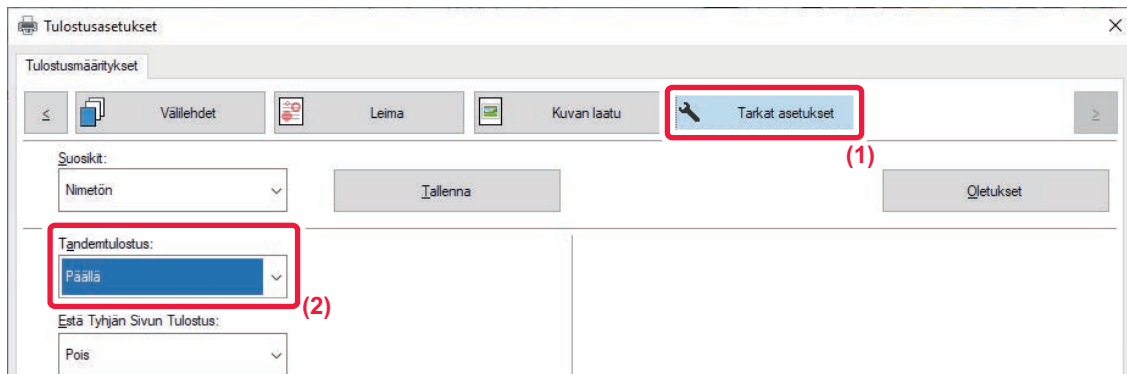 Tulostusasetukset
Tulostusmääritykset
< Välilehdet Leima Kuvan laatu Tarkat asetukset >
(1)
Suosikit:
Nimetön Tallenna Oletukset
Tandemtulostus:
Päällä
(2)
Estä Tyhjän Sivun Tulostus:
Pois